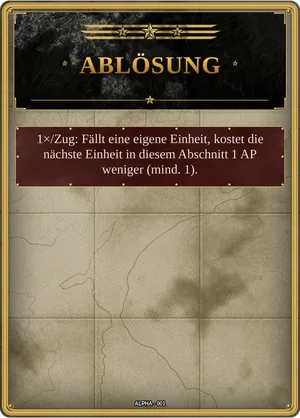 ABLÖSUNG
1×/Zug: Fällt eine eigene Einheit, kostet die
nächste Einheit in diesem Abschnitt 1 AP
weniger (mind. 1).
ALPHA - 001